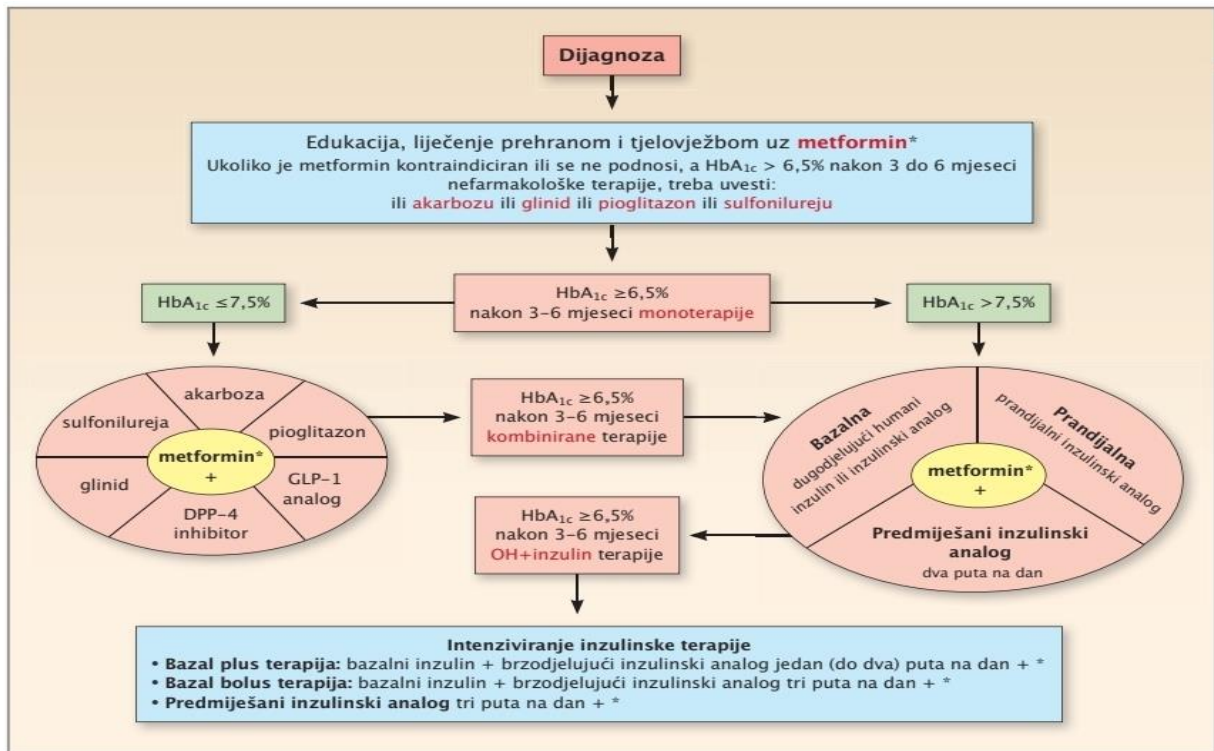 Dijagnoza
Edukacija, liječenje prehranom i tjelovježbom uz metformin*
Ukoliko je metformin kontraindiciran ili se ne podnosi, a HbA1c > 6,5% nakon 3 do 6 mjeseci
nefarmakološke terapije, treba uvesti:
ili akarbozu ili glinid ili pioglitazon ili sulfonilureju
HbA1c ≤7,5%
HbA1c ≥6,5%
nakon 3–6 mjeseci monoterapije
HbA1c >7,5%
akarboza
sulfonilureja
pioglitazon
metformin*
+
glinid
GLP-1
analog
DPP-4
inhibitor
HbA1c ≥6,5%
nakon 3–6 mjeseci
kombinirane terapije
Bazalna
dugodjelujući humani
inzulin ili inzulinski analog
Prandijalna
prandijalni inzulinski analog
metformin*
+
Predmiješani inzulinski
analog
dva puta na dan
HbA1c ≥6,5%
nakon 3–6 mjeseci
OH+inzulin terapije
Intenziviranje inzulinske terapije
• Bazal plus terapija: bazalni inzulin + brzodjelujući inzulinski analog jedan (do dva) puta na dan + *
• Bazal bolus terapija: bazalni inzulin + brzodjelujući inzulinski analog tri puta na dan + *
• Predmiješani inzulinski analog tri puta na dan + *